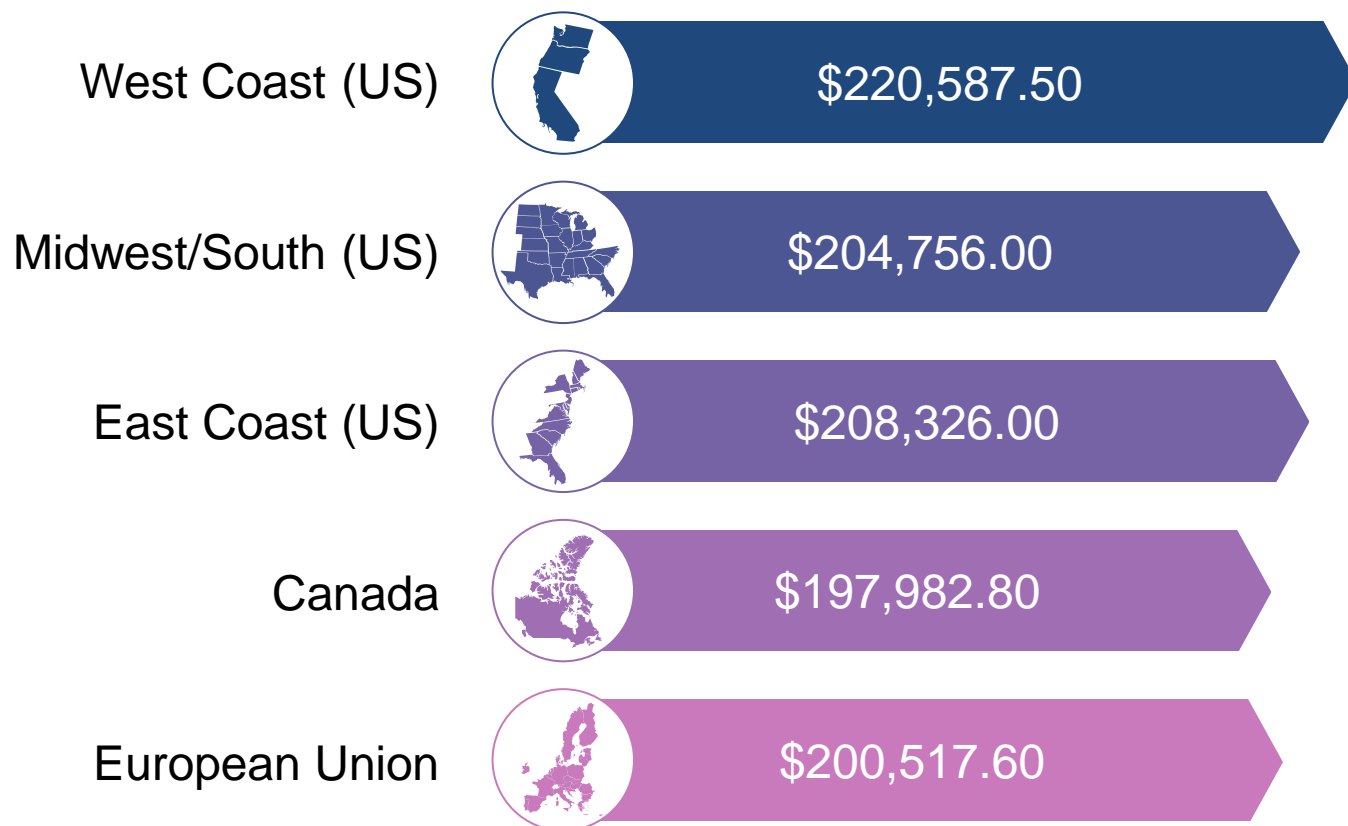 West Coast (US) $220,587.50
Midwest/South (US) $204,756.00
East Coast (US) $208,326.00
Canada $197,982.80
European Union $200,517.60